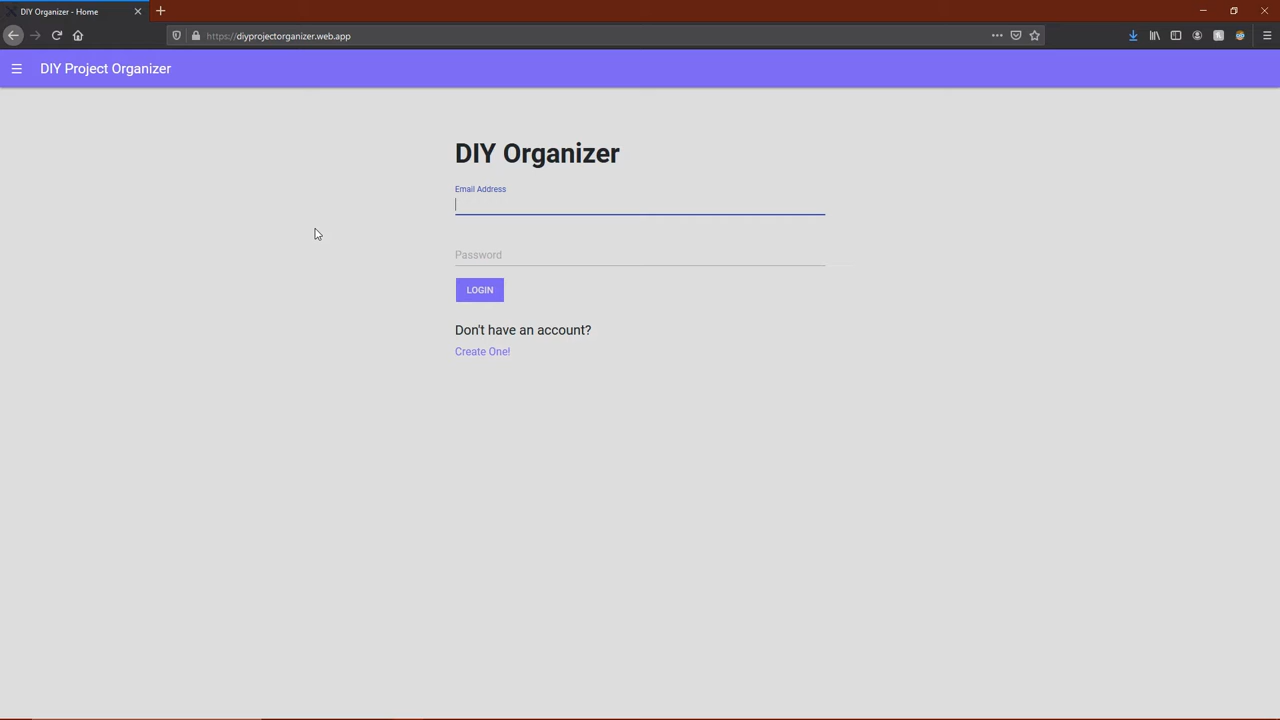 DIY Organizer - Home
https://diyprojectorganizer.web.app
DIY Project Organizer
DIY Organizer
Email Address
Password
LOGIN
Don't have an account?
Create One!